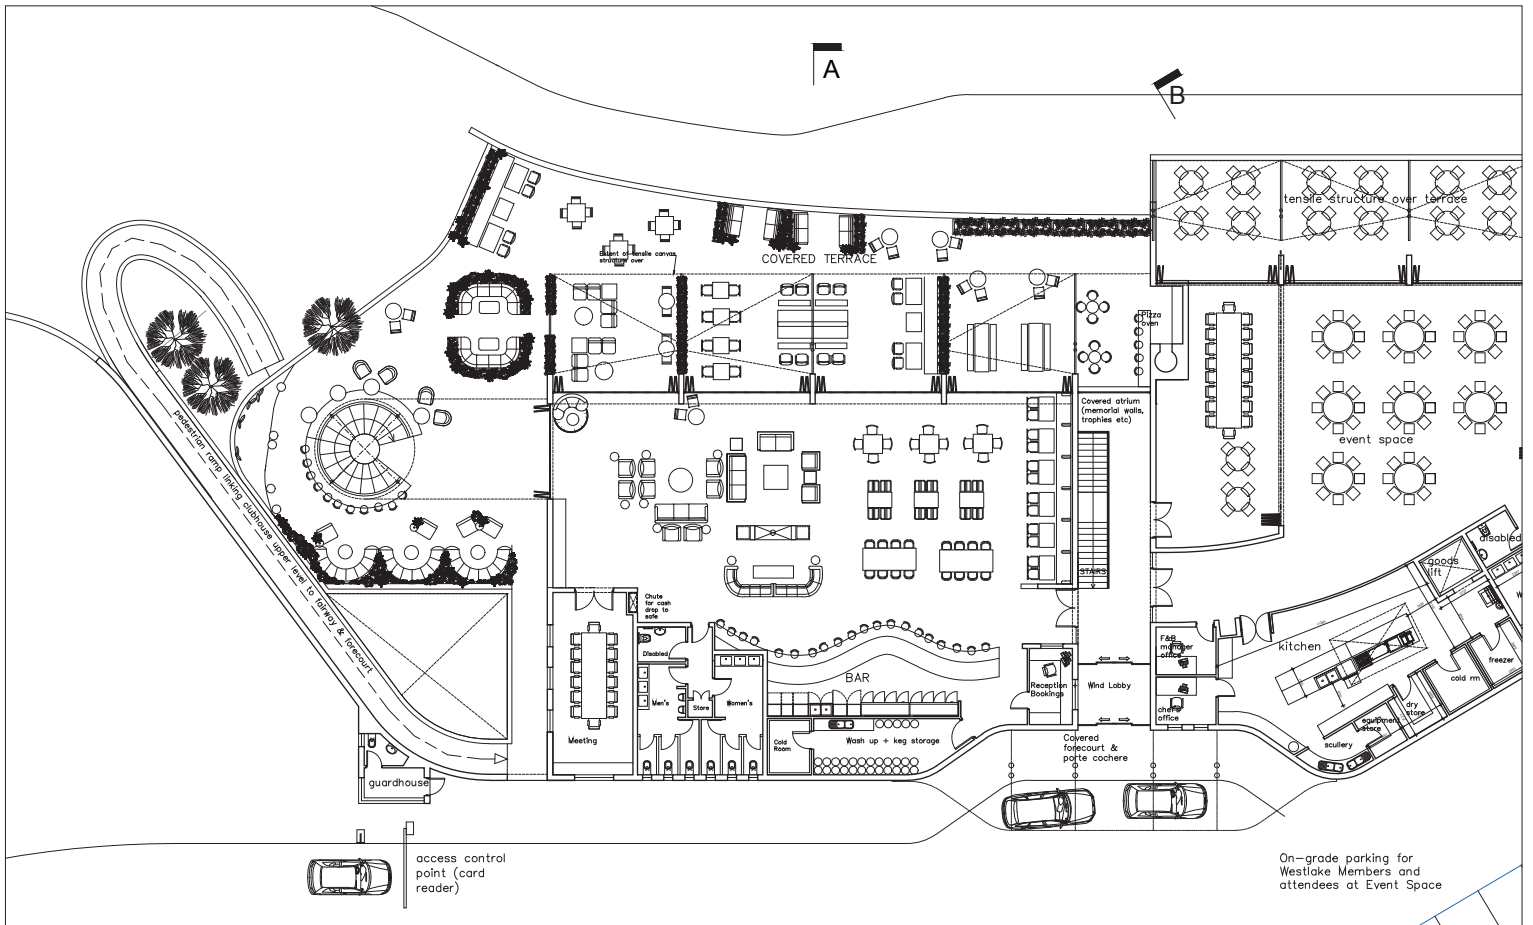 A
B
tensile structure over terrace
Extent of tensile canvas
structure over
COVERED TERRACE
Pizza
oven
Covered atrium
(memorial walls,
trophies etc)
event space
pedestrian ramp linking clubhouse upper level to fairway & forecourt
disabled
goods
lift
STAIRS
Chute
for cash
drop to
safe
Disabled
F&B
manager
office
kitchen
freezer
BAR
cold rm
Reception +
Bookings
Wind Lobby
Men's
Store
Women's
chef's
office
dry
store
equipment
store
Meeting
Cold
Room
Wash up + keg storage
scullery
Covered
forecourt &
porte cochere
guardhouse
access control
point (card
reader)
On-grade parking for
Westlake Members and
attendees at Event Space